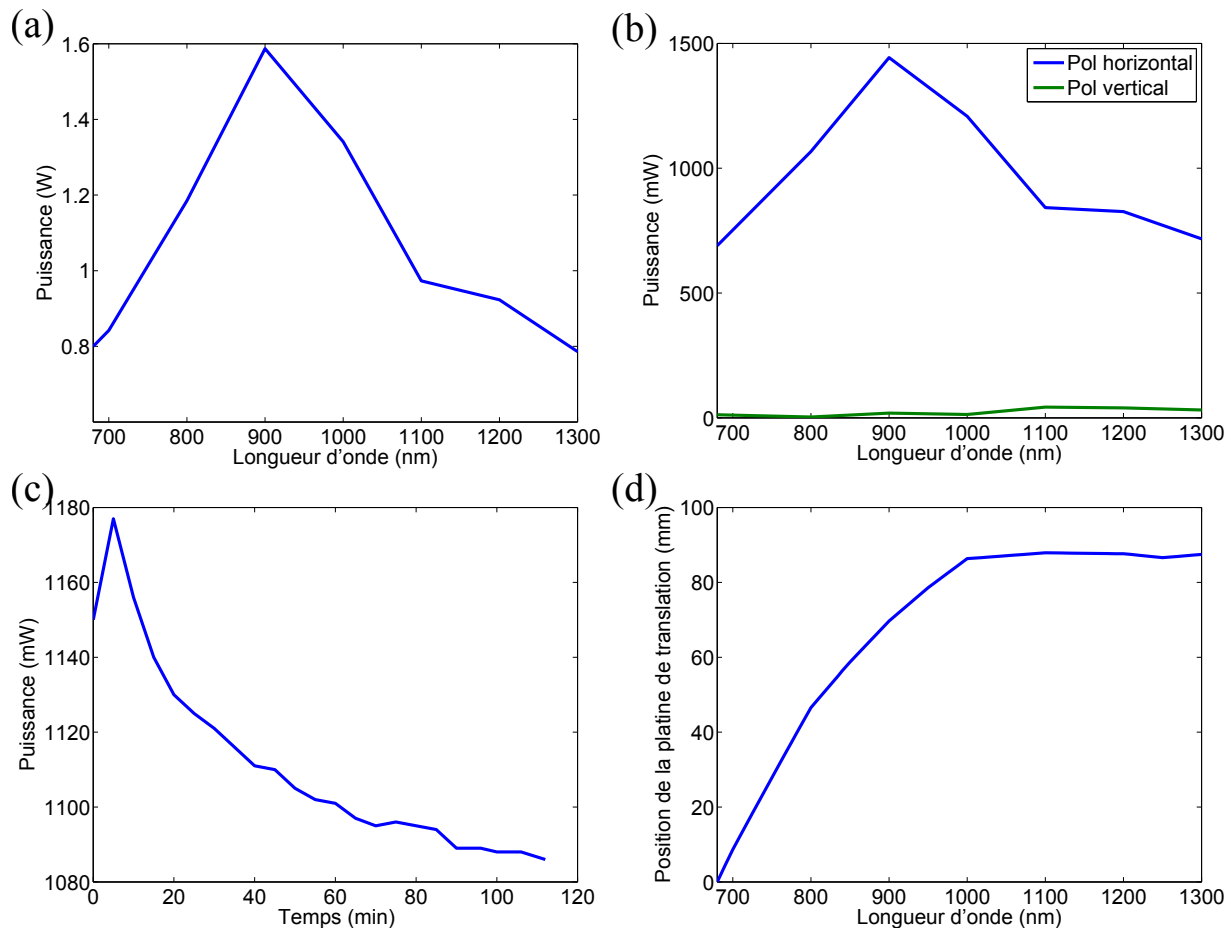 (a)
Puissance (W)
1.6
1.4
1.2
1
0.8
700 800 900 1000 1100 1200 1300
Longueur d'onde (nm)
(b)
Puissance (mW)
1500
1000
500
0
Pol horizontal
Pol vertical
700 800 900 1000 1100 1200 1300
Longueur d'onde (nm)
(c)
Puissance (mW)
1180
1160
1140
1120
1100
1080
0 20 40 60 80 100 120
Temps (min)
(d)
Position de la platine de translation (mm)
100
80
60
40
20
0
700 800 900 1000 1100 1200 1300
Longueur d'onde (nm)